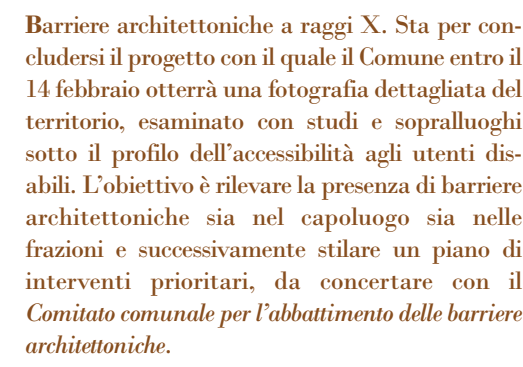 Barriere architettoniche a raggi X. Sta per con-
cludersi il progetto con il quale il Comune entro il
14 febbraio otterrà una fotografia dettagliata del
territorio, esaminato con studi e sopralluoghi
sotto il profilo dell'accessibilità agli utenti dis-
abili. L'obiettivo è rilevare la presenza di barriere
architettoniche sia nel capoluogo sia nelle
frazioni e successivamente stilare un piano di
interventi prioritari, da concertare con il
Comitato comunale per l'abbattimento delle barriere
architettoniche.